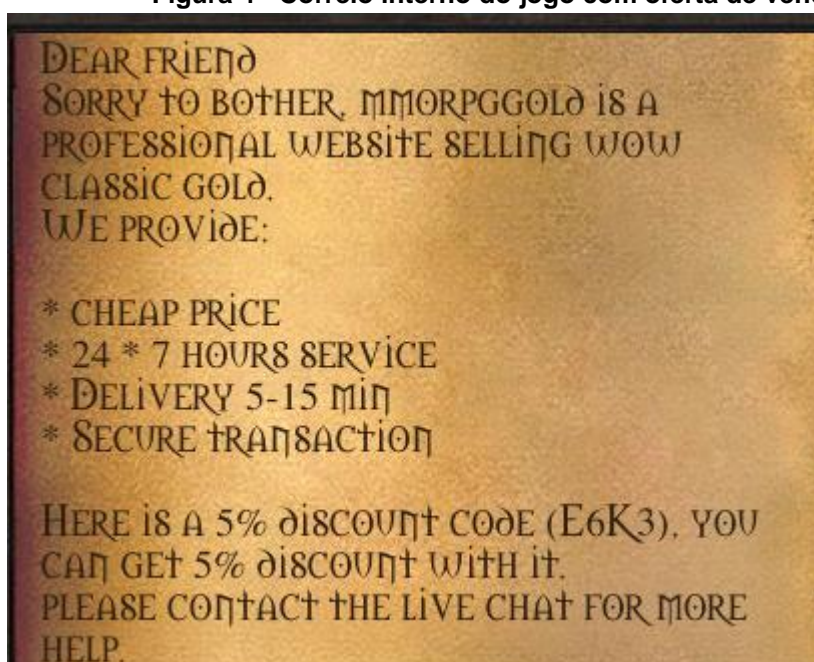 Dear friend
Sorry to bother, mmorpggold is a
professional website selling wow
classic gold.
We provide:
* cheap price
* 24 * 7 hours service
* Delivery 5-15 min
* Secure transaction
Here is a 5% discount code (E6K3), you
can get 5% discount with it.
please contact the live chat for more
help.